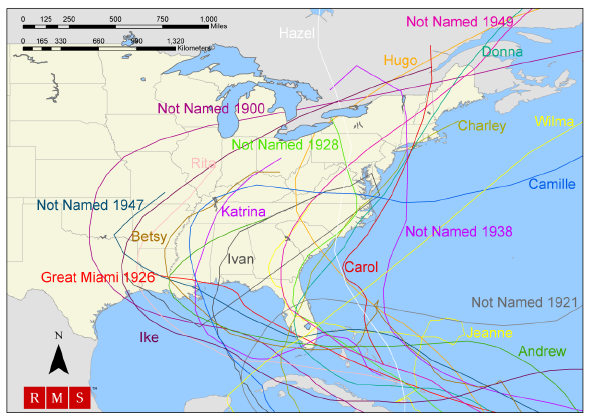 0 125 250 500 750 1,000
Miles
0 165 330 660 990 1,320
Kilometers
Hazel
Not Named 1949
Donna
Hugo
Not Named 1900
Charley
Wilma
Not Named 1928
Rita
Camille
Not Named 1947
Katrina
Betsy
Not Named 1938
Ivan
Carol
Great Miami 1926
Not Named 1921
Ike
Jeanne
Andrew
N
R M S